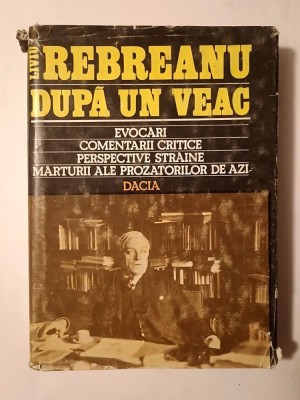 LIVIU
REBREANU
DUPĂ UN VEAC
EVOCĂRI
COMENTARII CRITICE
PERSPECTIVE STRĂINE
MĂRTURII ALE PROZATORILOR DE AZI
DACIA